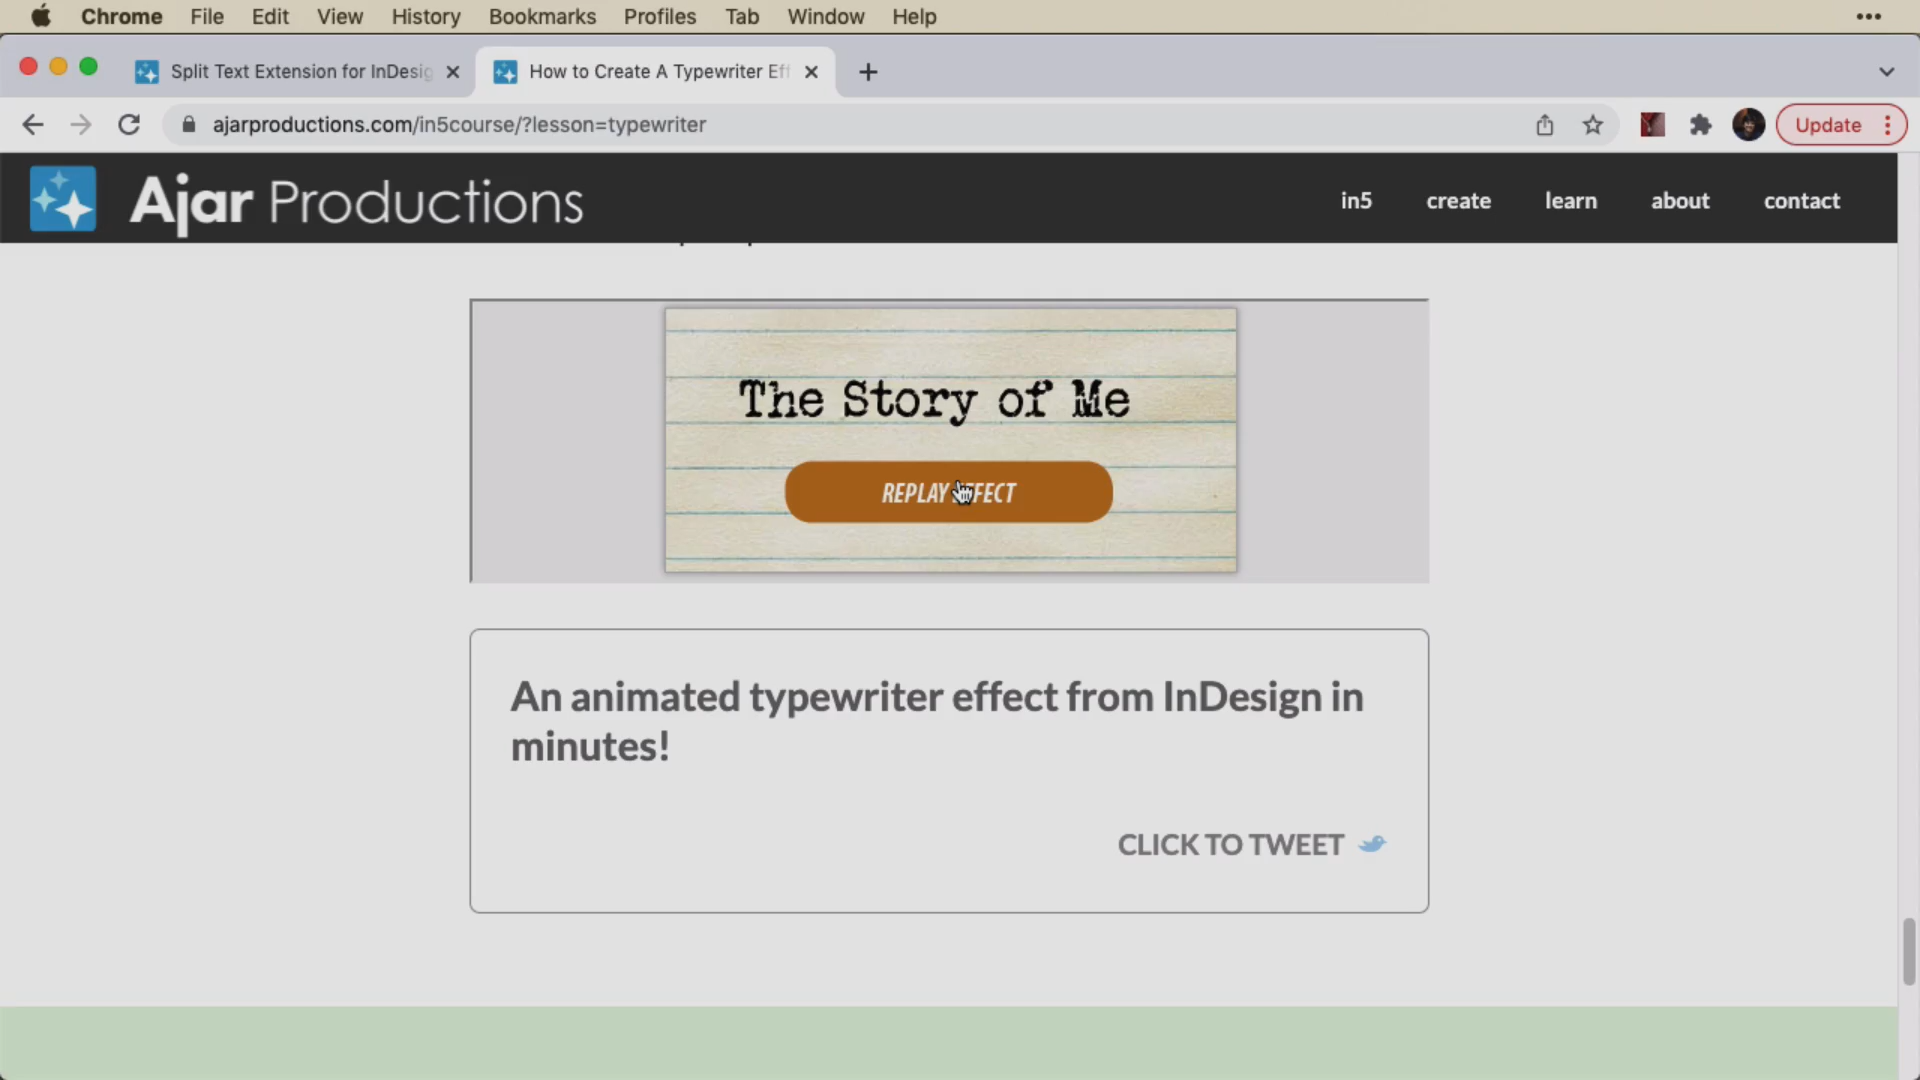 Chrome File Edit View History Bookmarks Profiles Tab Window Help
Split Text Extension for InDesig
How to Create A Typewriter Eff
ajarproductions.com/in5course/?lesson=typewriter
Update
Ajar Productions
in5 create learn about contact
The Story of Me
REPLAY EFFECT
An animated typewriter effect from InDesign in
minutes!
CLICK TO TWEET